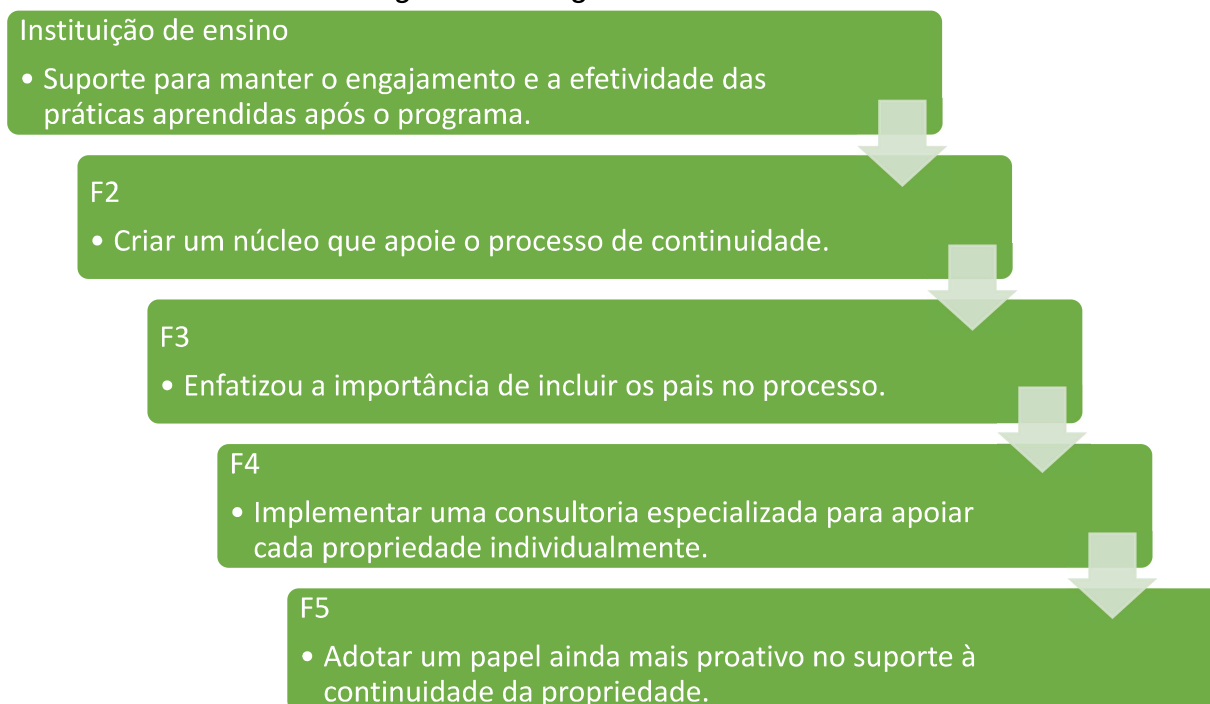 Instituição de ensino
• Suporte para manter o engajamento e a efetividade das
práticas aprendidas após o programa.
F2
• Criar um núcleo que apoie o processo de continuidade.
F3
• Enfatizou a importância de incluir os pais no processo.
F4
• Implementar uma consultoria especializada para apoiar
cada propriedade individualmente.
F5
• Adotar um papel ainda mais proativo no suporte à
continuidade da propriedade.